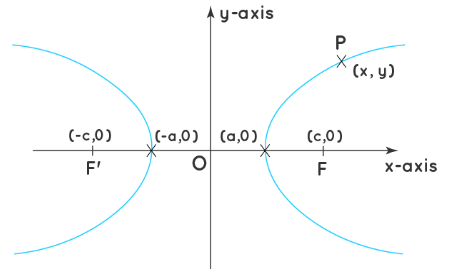 y-axis
P
(x, y)
(-c,0) (-a,0) (a,0) (c,0)
F' O F x-axis